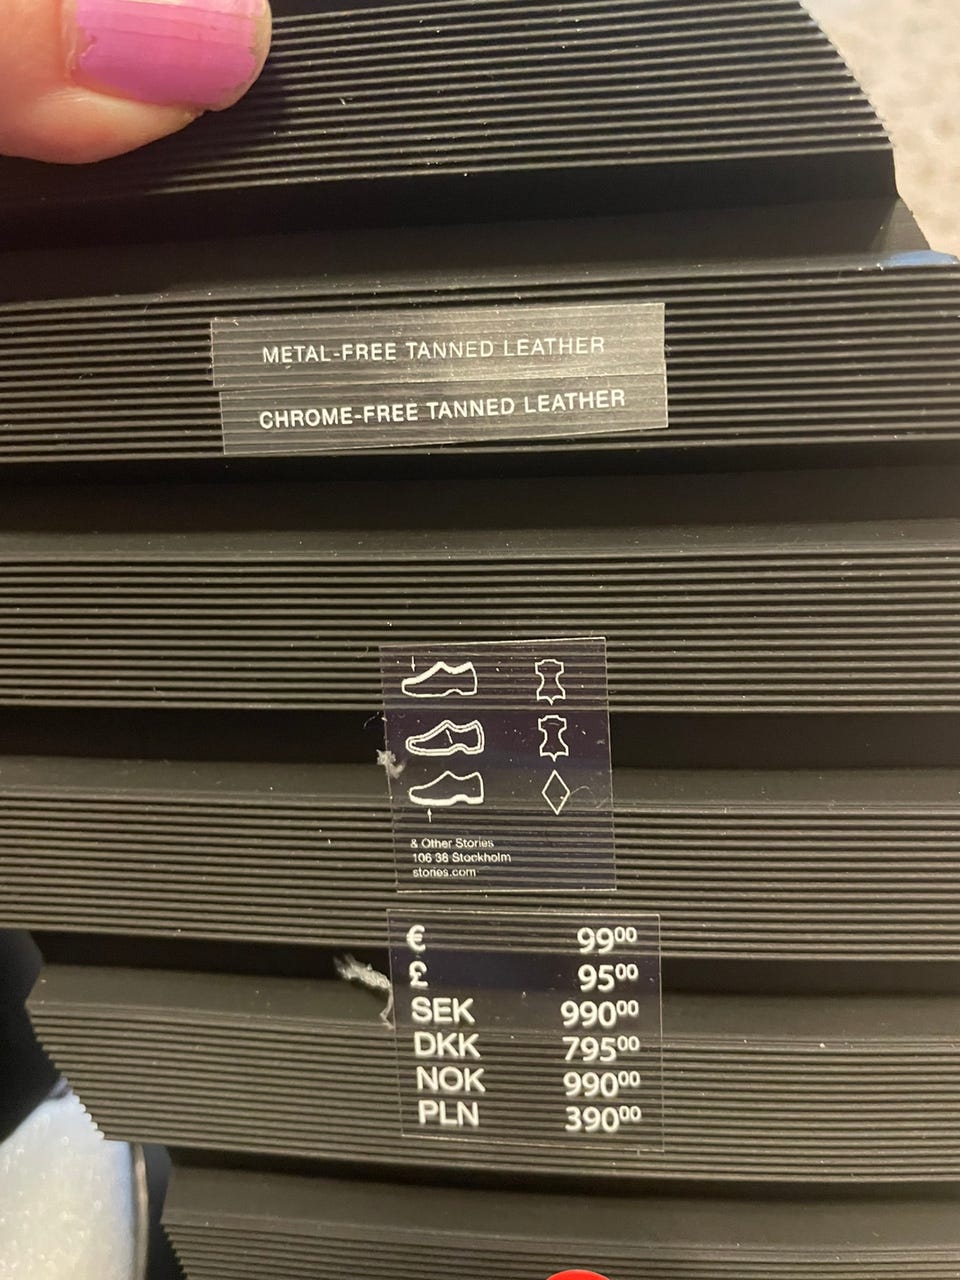 METAL-FREE TANNED LEATHER
CHROME-FREE TANNED LEATHER
& Other Stories
106 38 Stockholm
stories.com
€ 99⁰⁰
£ 95⁰⁰
SEK 990⁰⁰
DKK 795⁰⁰
NOK 990⁰⁰
PLN 390⁰⁰